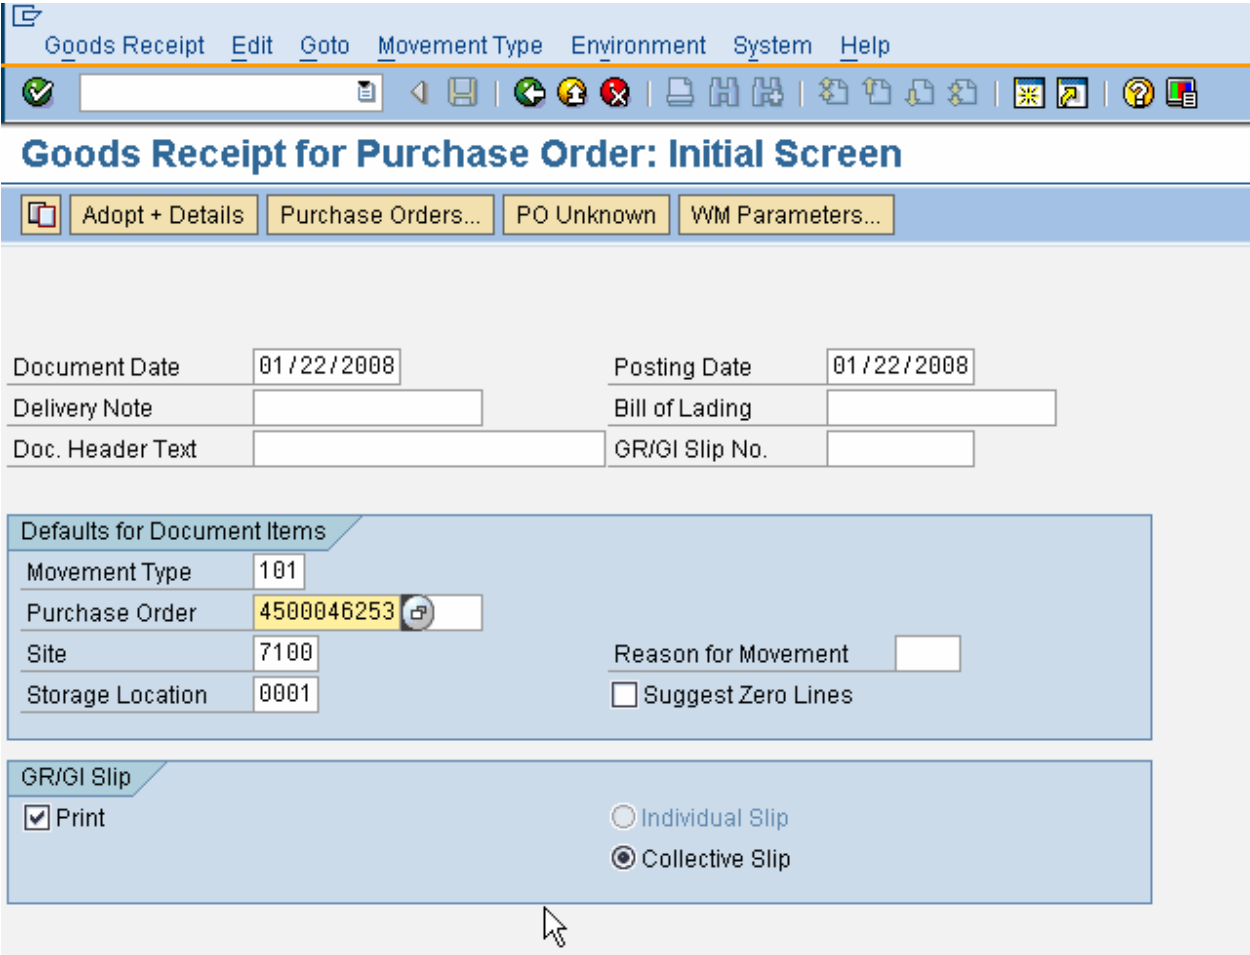 Goods Receipt Edit Goto Movement Type Environment System Help
Goods Receipt for Purchase Order: Initial Screen
Adopt + Details Purchase Orders... PO Unknown WM Parameters...
Document Date 01/22/2008 Posting Date 01/22/2008
Delivery Note Bill of Lading
Doc. Header Text GR/GI Slip No.
Defaults for Document Items
Movement Type 101
Purchase Order 4500046253
Site 7100 Reason for Movement
Storage Location 0001 Suggest Zero Lines
GR/GI Slip
Print Individual Slip
Collective Slip